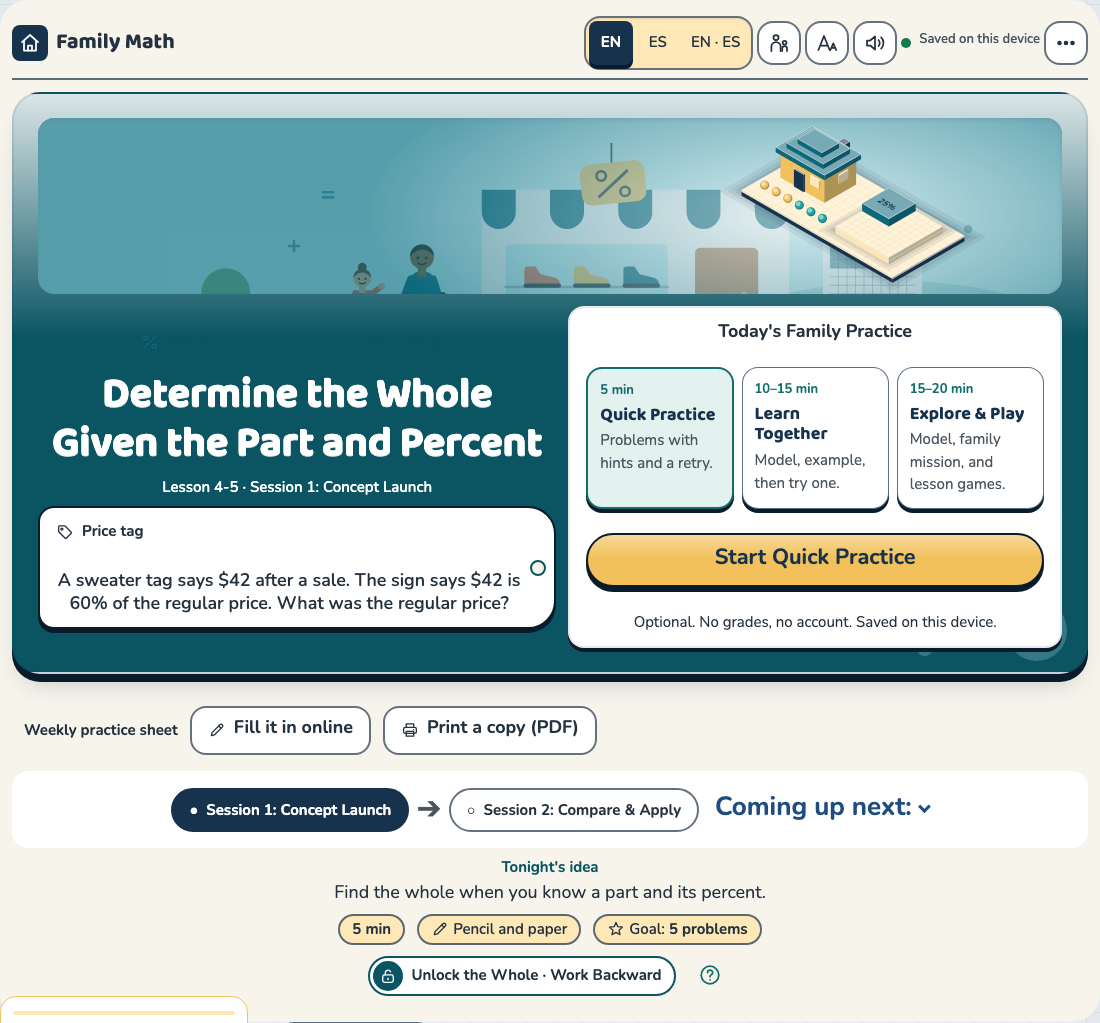 Family Math
EN
ES
EN · ES
Saved on this device
=
+
%
25%
%
Determine the Whole
Given the Part and Percent
Lesson 4-5 · Session 1: Concept Launch
Price tag
A sweater tag says $42 after a sale. The sign says $42 is
60% of the regular price. What was the regular price?
Today's Family Practice
5 min
Quick Practice
Problems with
hints and a retry.
10–15 min
Learn
Together
Model, example,
then try one.
15–20 min
Explore & Play
Model, family
mission, and
lesson games.
Start Quick Practice
Optional. No grades, no account. Saved on this device.
Weekly practice sheet
Fill it in online
Print a copy (PDF)
Session 1: Concept Launch
Session 2: Compare & Apply
Coming up next:
Tonight's idea
Find the whole when you know a part and its percent.
5 min
Pencil and paper
Goal: 5 problems
Unlock the Whole · Work Backward
?